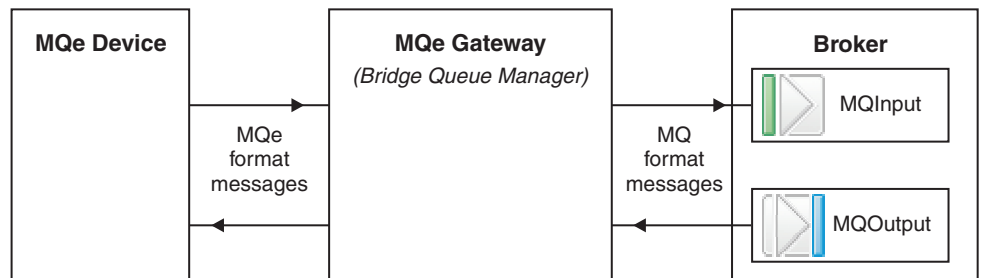 MQe Device
MQe Gateway
(Bridge Queue Manager)
Broker
MQInput
MQe
format
messages
MQ
format
messages
MQOutput